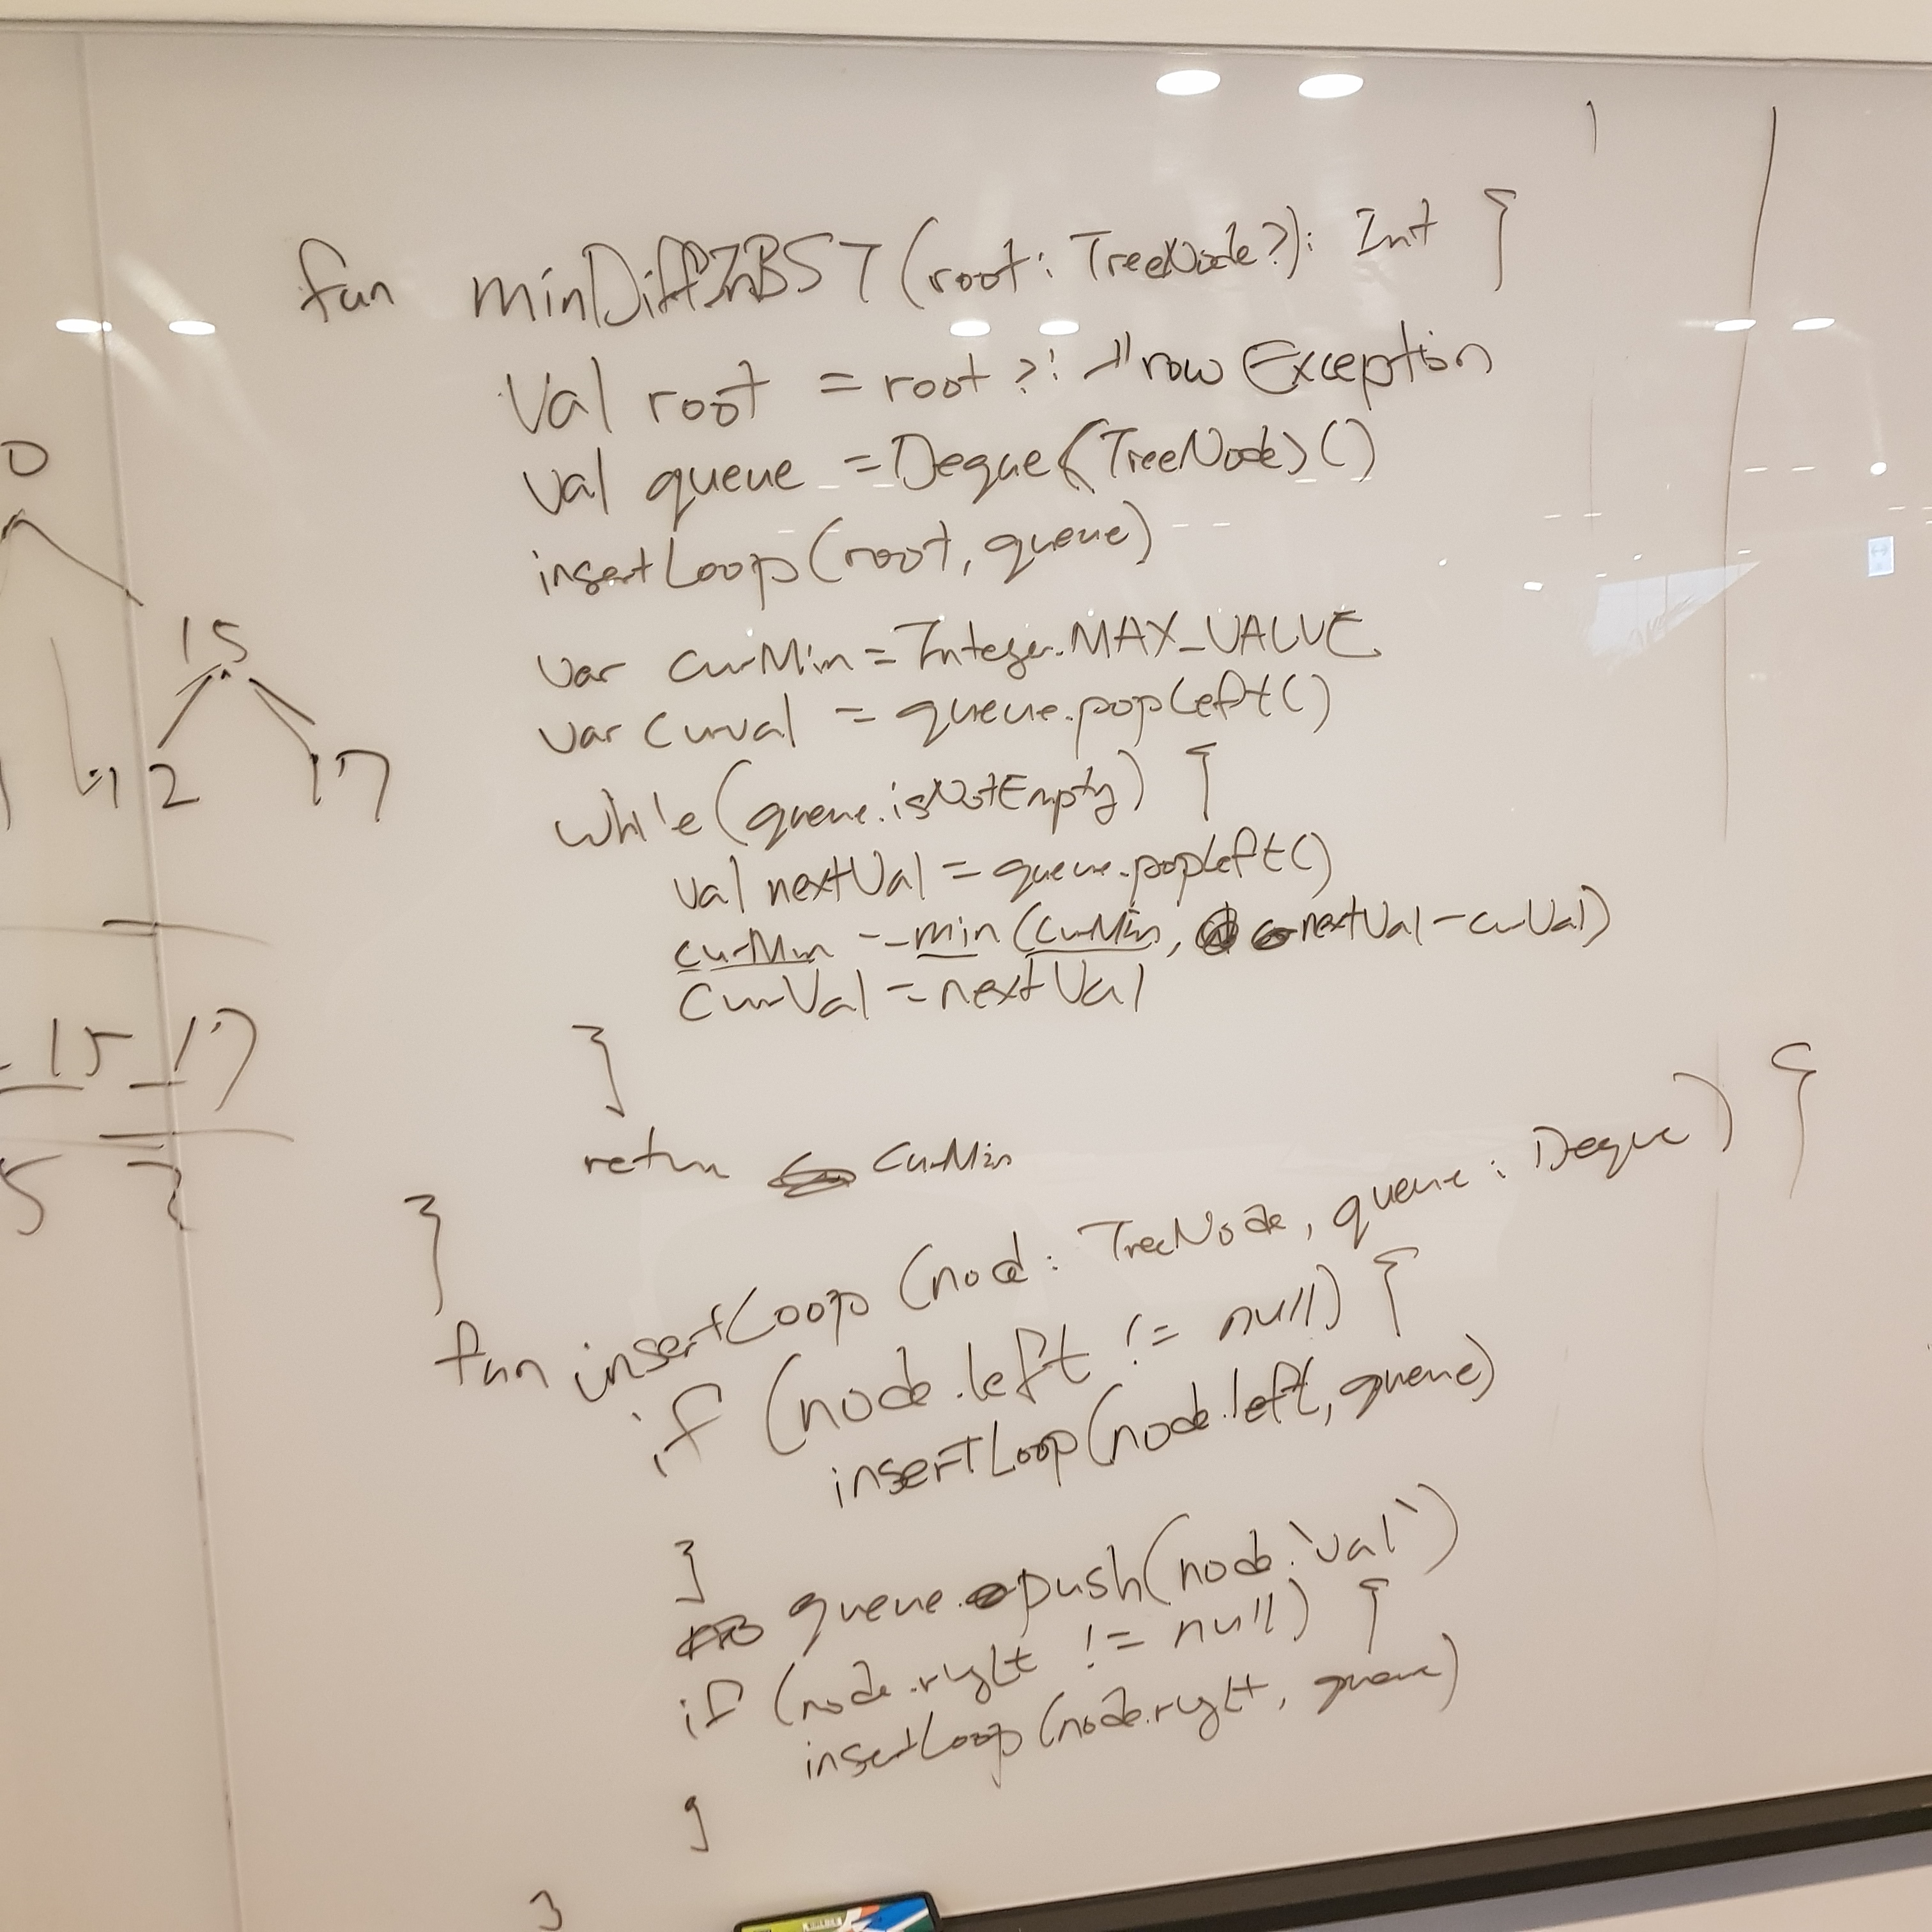 fun minDiffInBST (root: TreeNode?): Int {
val root = root ?: throw Exception
val queue = Deque<TreeNode>()
insertLoop(root, queue)
var curMin = Integer.MAX_VALUE
var curVal = queue.popLeft()
while (queue.isNotEmpty) {
val nextVal = queue.popLeft()
curMin = min (curMin, nextVal - curVal)
curVal = nextVal
}
return curMin
}
fun insertLoop (nod: TreeNode, queue: Deque) {
if (node.left != null) {
insertLoop(node.left, queue)
}
queue.push(node.`val`)
if (node.right != null) {
insertLoop(node.right, queue)
}
}
0
15
12
17
15 17
5 2